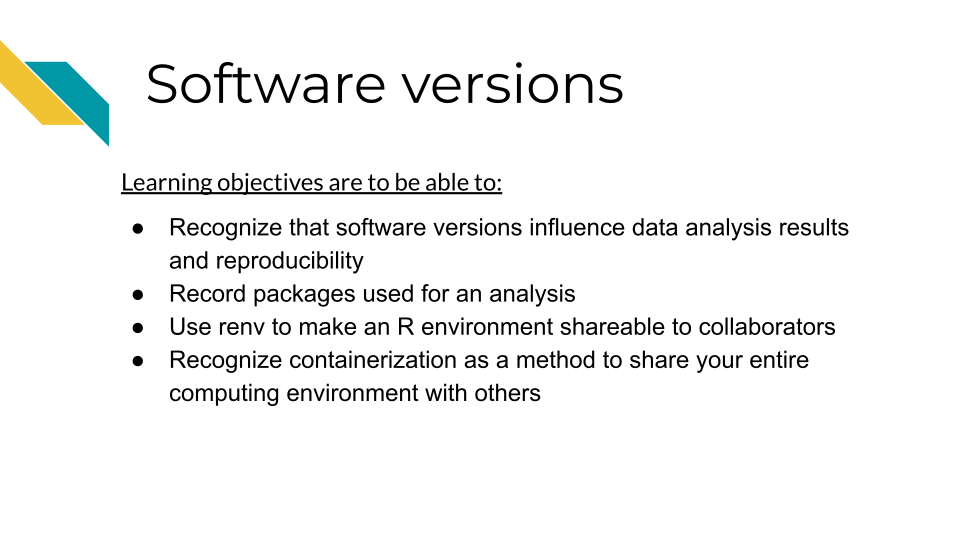 Software versions
Learning objectives are to be able to:
● Recognize that software versions influence data analysis results
and reproducibility
● Record packages used for an analysis
● Use renv to make an R environment shareable to collaborators
● Recognize containerization as a method to share your entire
computing environment with others